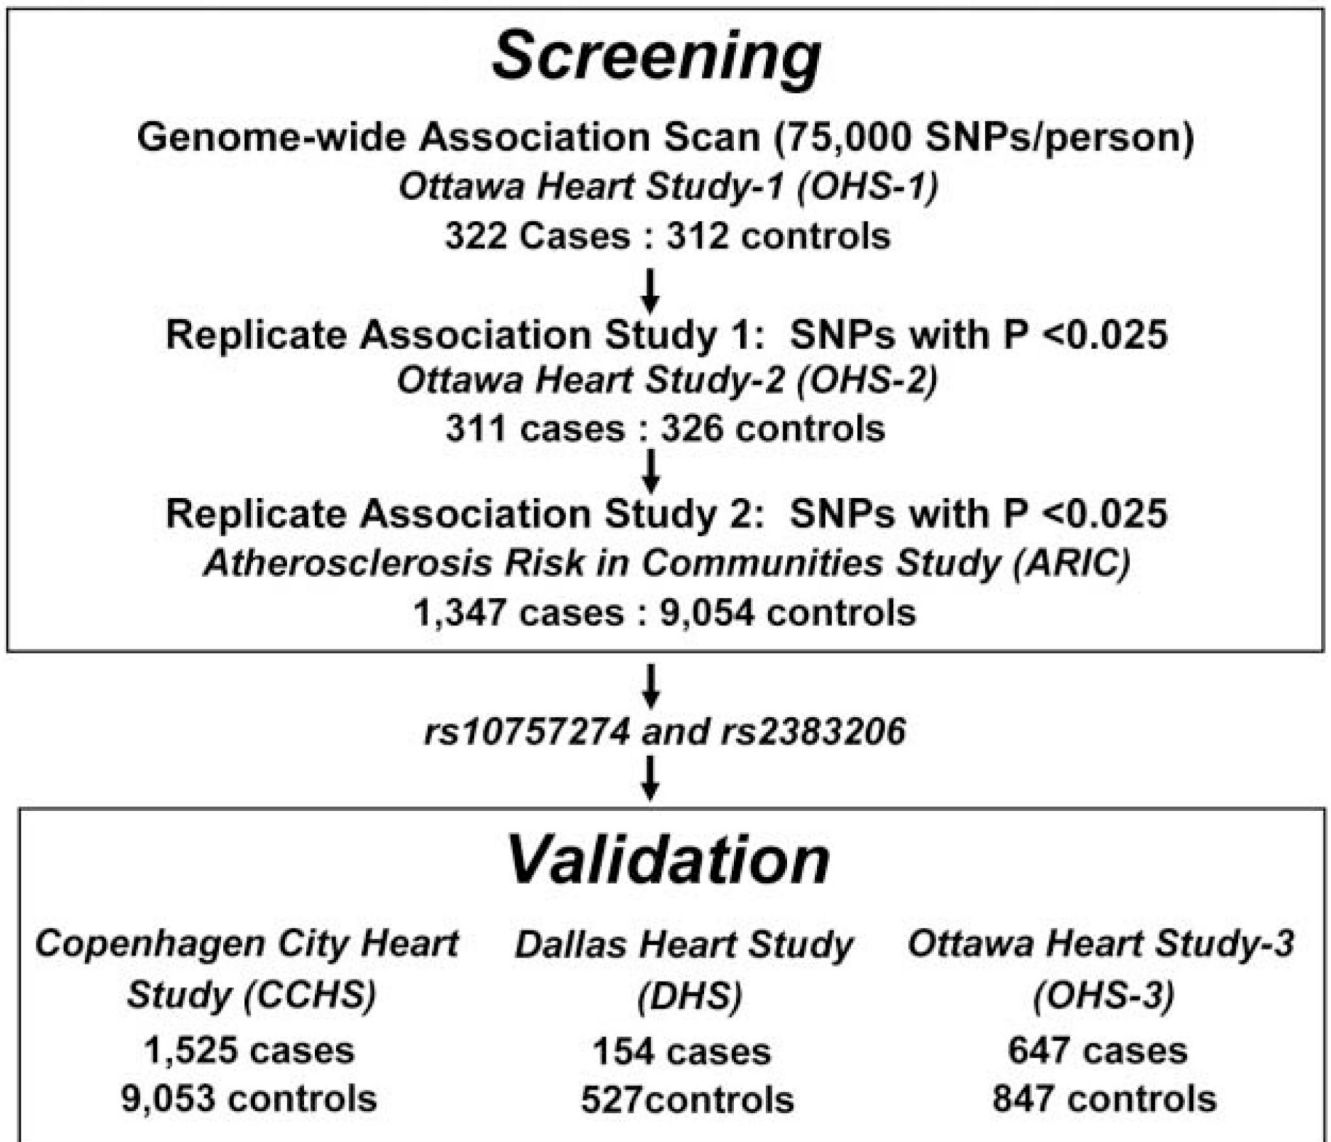 Screening
Genome-wide Association Scan (75,000 SNPs/person)
Ottawa Heart Study-1 (OHS-1)
322 Cases : 312 controls
Replicate Association Study 1:  SNPs with P <0.025
Ottawa Heart Study-2 (OHS-2)
311 cases : 326 controls
Replicate Association Study 2:  SNPs with P <0.025
Atherosclerosis Risk in Communities Study (ARIC)
1,347 cases : 9,054 controls
rs10757274 and rs2383206
Validation
Copenhagen City Heart
Study (CCHS)
1,525 cases
9,053 controls
Dallas Heart Study
(DHS)
154 cases
527controls
Ottawa Heart Study-3
(OHS-3)
647 cases
847 controls